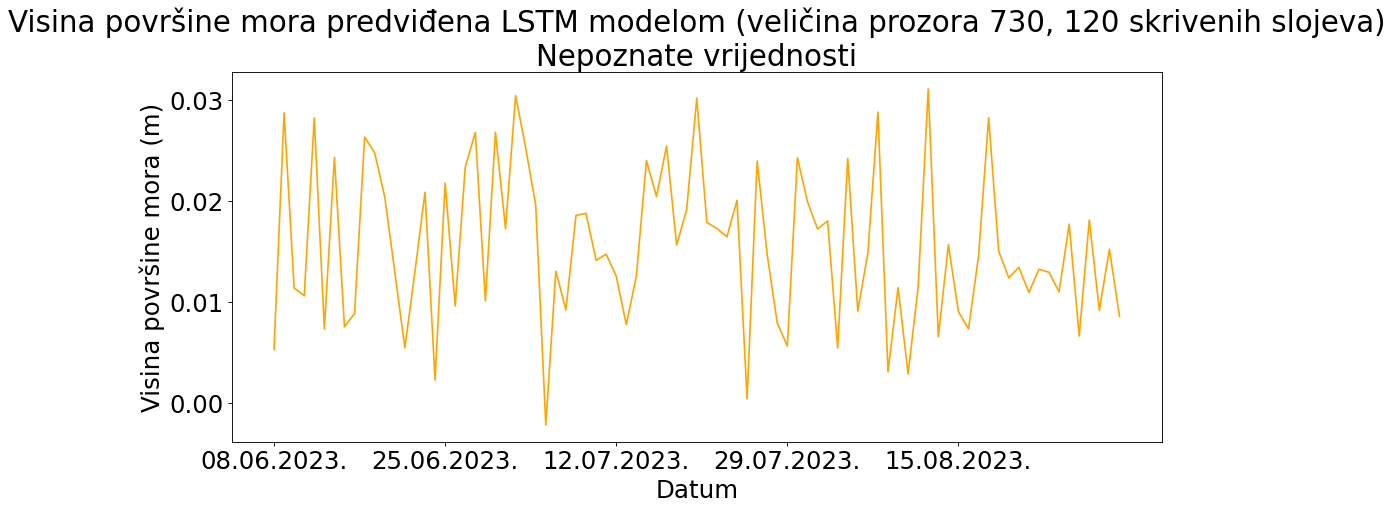 Visina površine mora predviđena LSTM modelom (veličina prozora 730, 120 skrivenih slojeva)
Nepoznate vrijednosti
Visina površine mora (m)
0.03
0.02
0.01
0.00
08.06.2023. 25.06.2023. 12.07.2023. 29.07.2023. 15.08.2023.
Datum